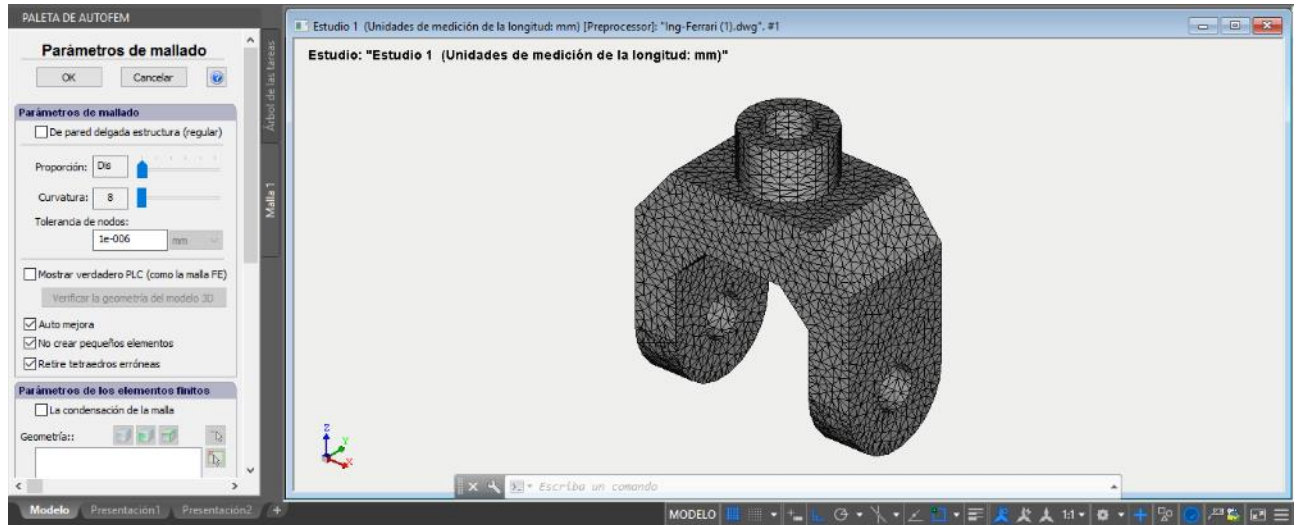 PALETA DE AUTOFEM
Parámetros de mallado
OK Cancelar
Parámetros de mallado
De pared delgada estructura (regular)
Proporción: Dis
Curvatura: 8
Tolerancia de nodos:
1e-006 mm
Mostrar verdadero PLC (como la malla FE)
Verificar la geometría del modelo 3D
Auto mejora
No crear pequeños elementos
Retire tetraedros erróneas
Parámetros de los elementos finitos
La condensación de la malla
Geometría::
Árbol de las tareas
Malla 1
Estudio 1 (Unidades de medición de la longitud: mm) [Preprocesor]: "Ing-Ferrari (1).dwg". #1
Estudio: "Estudio 1 (Unidades de medición de la longitud: mm)"
Z
Y
X
Escriba un comando
Modelo Presentación1 Presentación2 +
MODELO 1:1